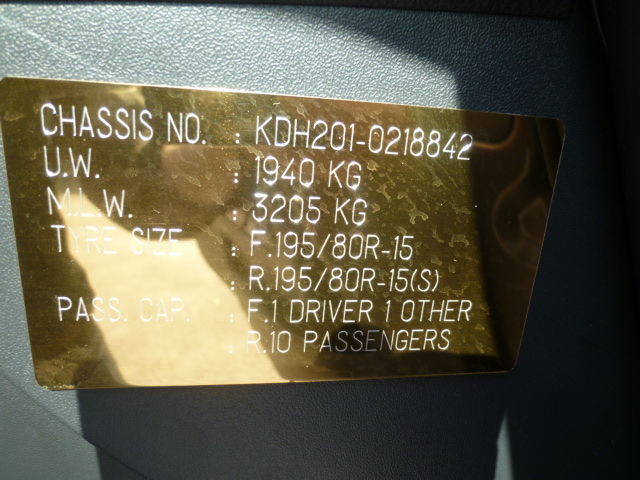 CHASSIS NO. : KDH201-0218842
U.W. : 1940 KG
M.L.W. : 3205 KG
TYRE SIZE : F.195/80R-15
: R.195/80R-15(S)
PASS. CAP. : F.1 DRIVER 1 OTHER
: R.10 PASSENGERS